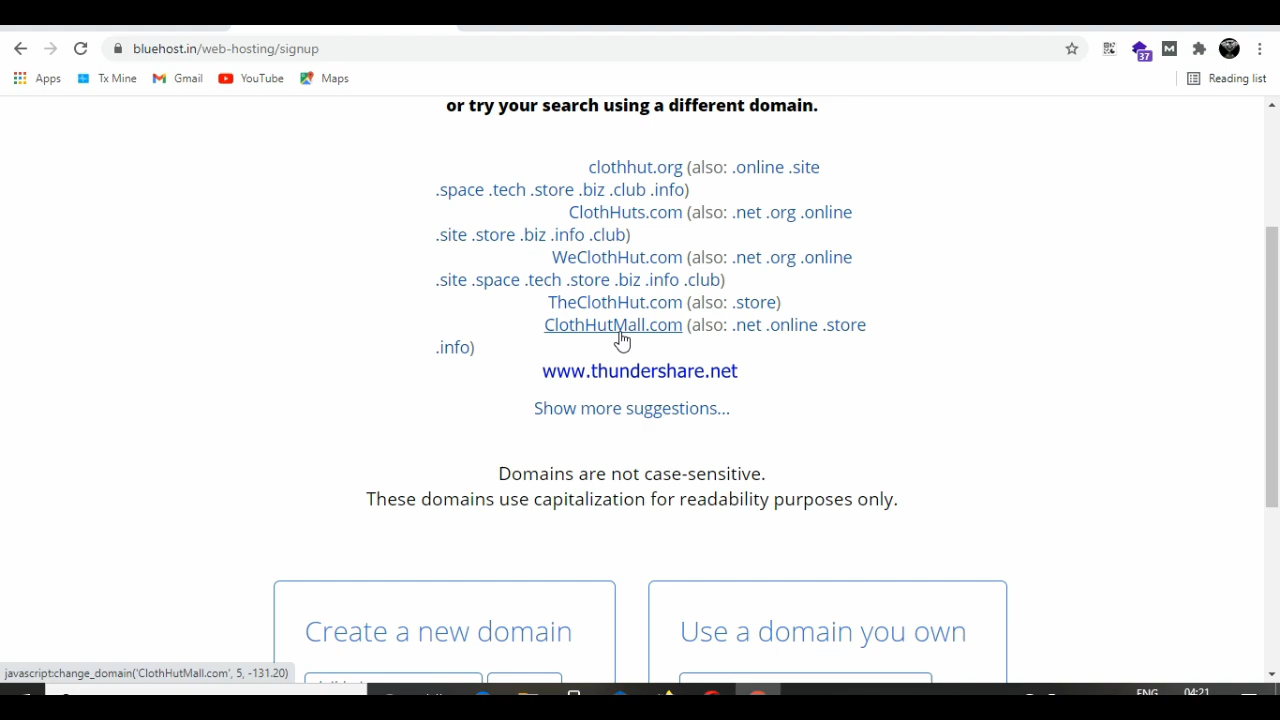 bluehost.in/web-hosting/signup
37
M
Apps Tx Mine Gmail YouTube Maps Reading list
or try your search using a different domain.
clothhut.org (also: .online .site
.space .tech .store .biz .club .info)
ClothHuts.com (also: .net .org .online
.site .store .biz .info .club)
WeClothHut.com (also: .net .org .online
.site .space .tech .store .biz .info .club)
TheClothHut.com (also: .store)
ClothHutMall.com (also: .net .online .store
.info)
www.thundershare.net
Show more suggestions...
Domains are not case-sensitive.
These domains use capitalization for readability purposes only.
Create a new domain
Use a domain you own
javascript:change_domain('ClothHutMall.com', 5, -131.20)
ENG 04:21